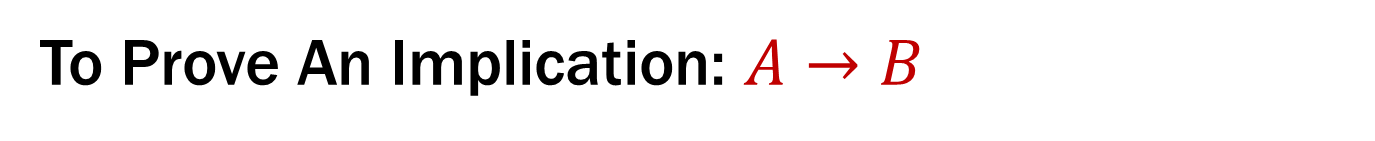 To Prove An Implication: 𝐴 → 𝐵